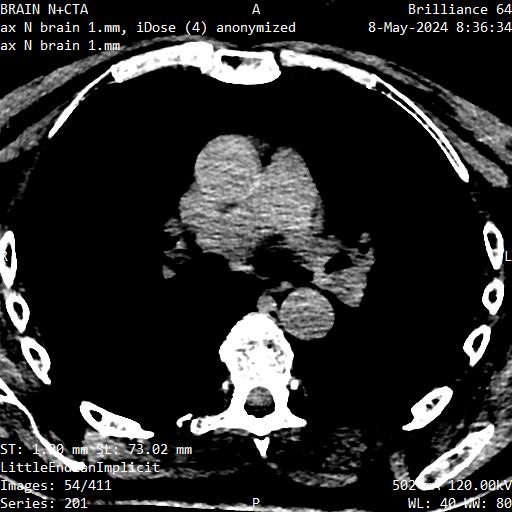 BRAIN N+CTA
A
Brilliance 64
ax N brain 1.mm, iDose (4) anonymized
8-May-2024 8:36:34
ax N brain 1.mm
L
ST: 1.00 mm SL: 73.02 mm
LittleEndianImplicit
Images: 54/411
120.00kV
Series: 201
P
WL: 40 WW: 80